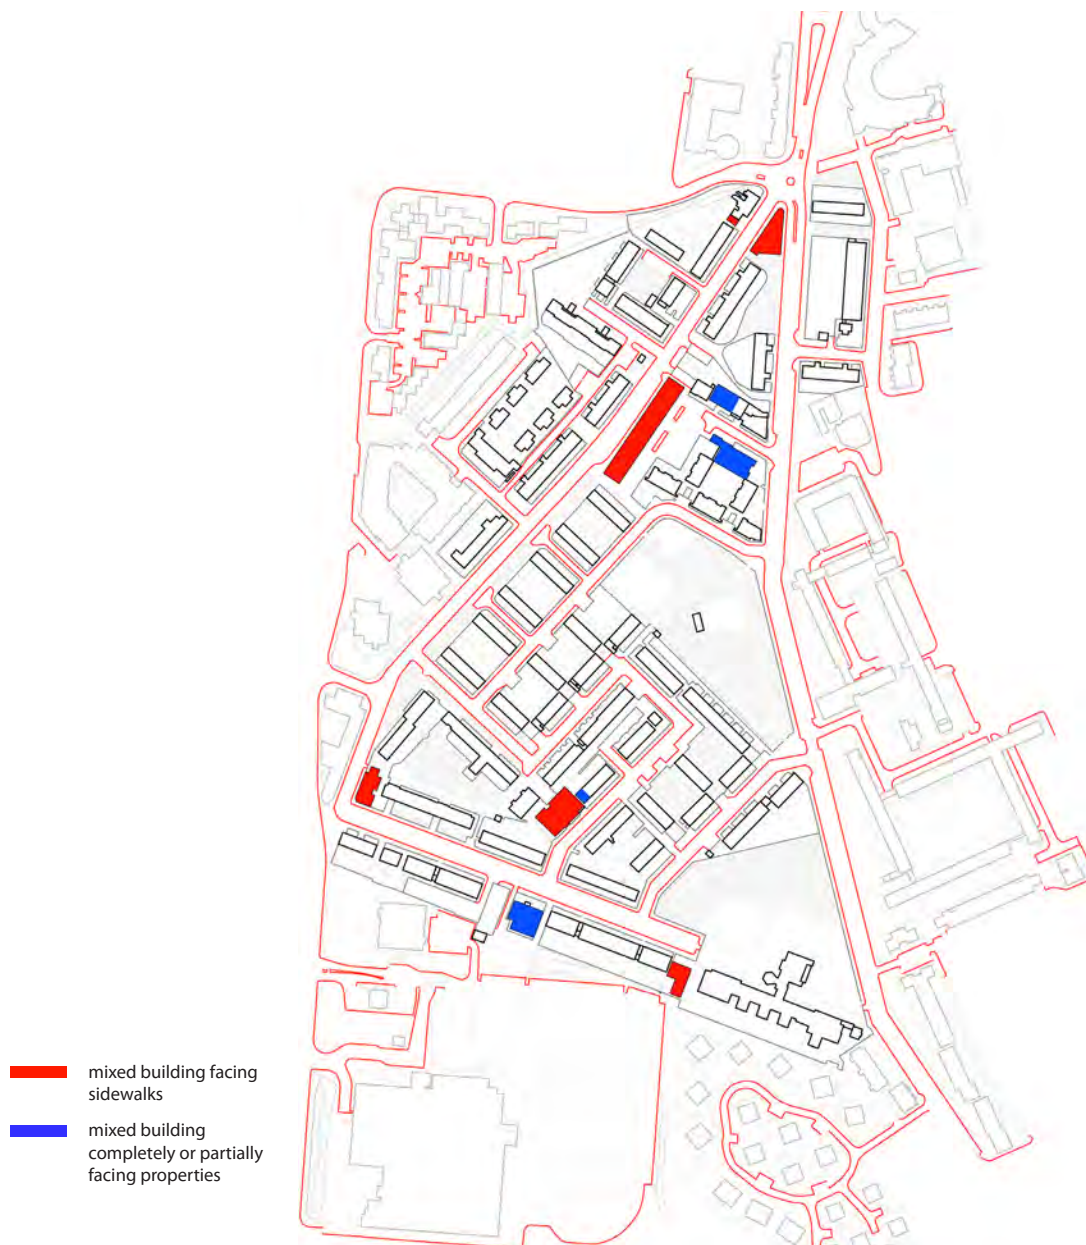 mixed building facing
sidewalks
mixed building
completely or partially
facing properties